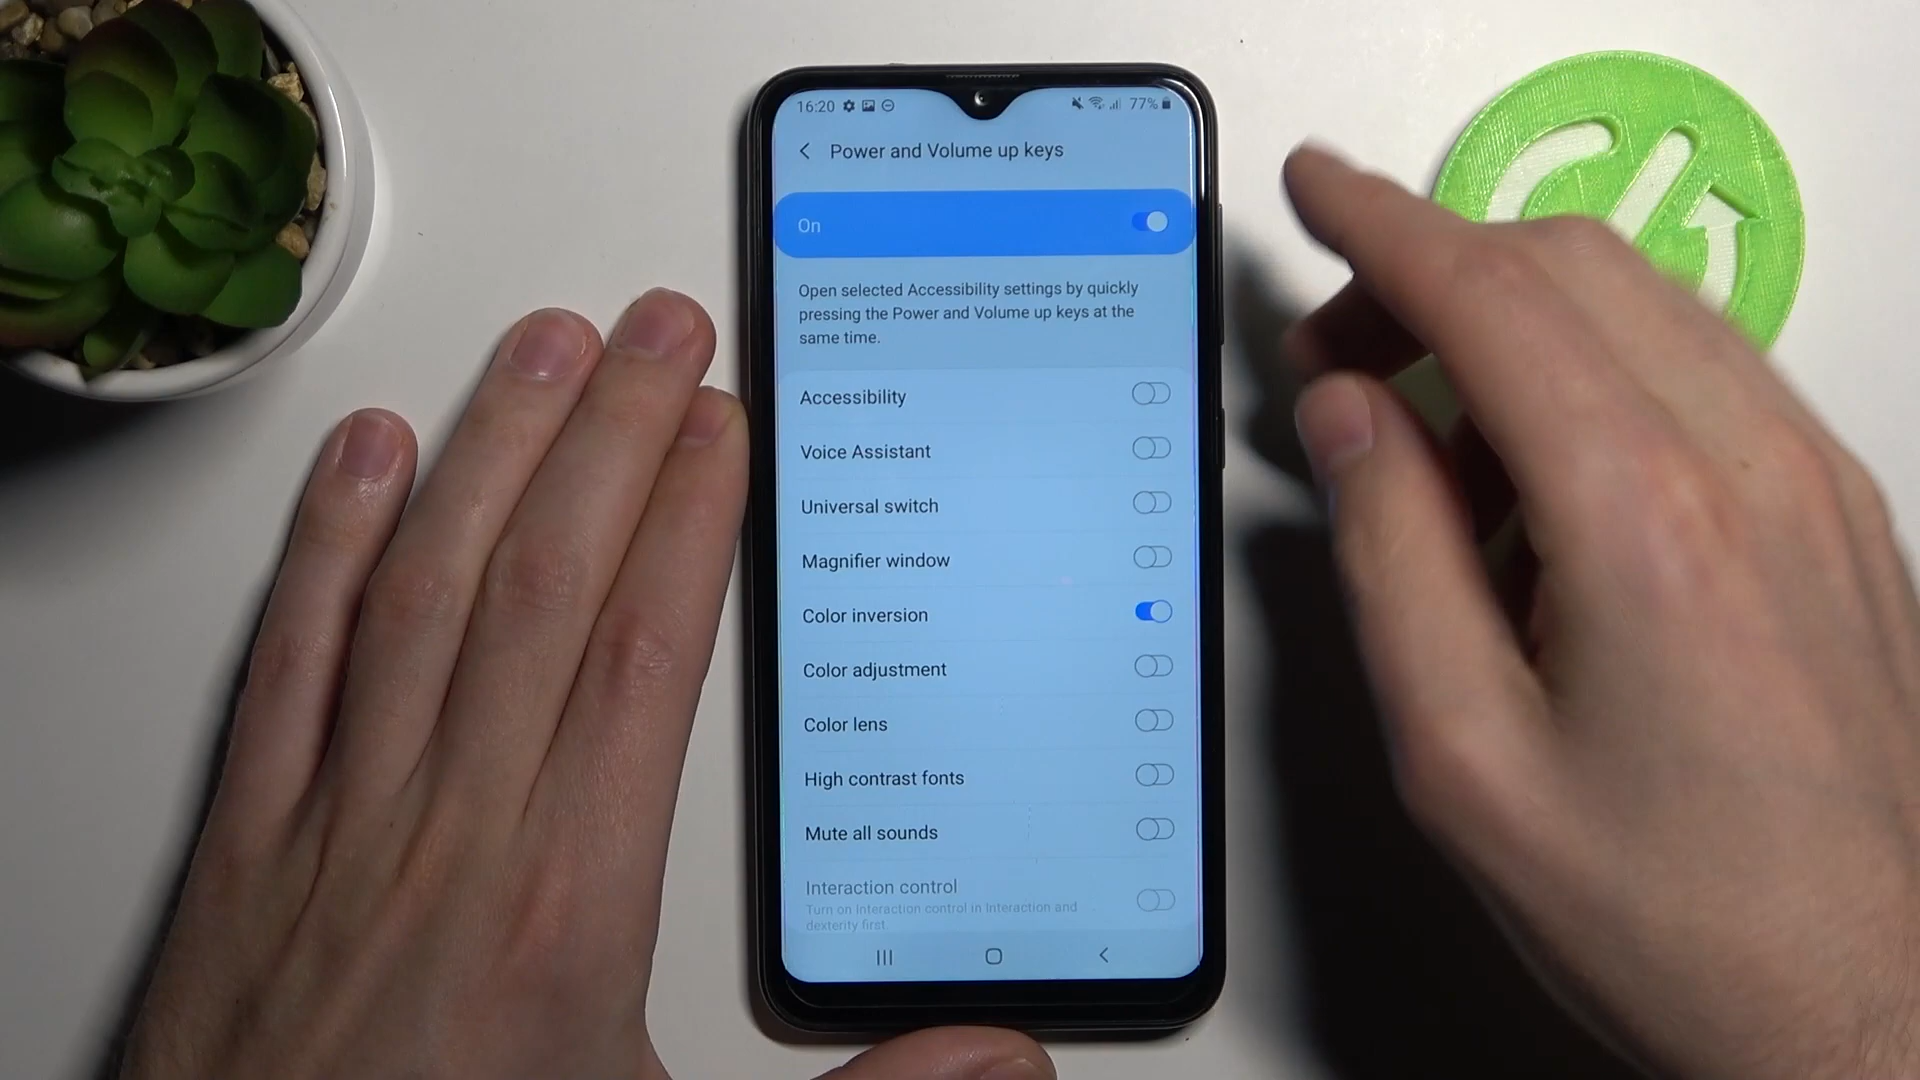 16:20 77%
Power and Volume up keys
On
Open selected Accessibility settings by quickly
pressing the Power and Volume up keys at the
same time.
Accessibility
Voice Assistant
Universal switch
Magnifier window
Color inversion
Color adjustment
Color lens
High contrast fonts
Mute all sounds
Interaction control
Turn on Interaction control in Interaction and
dexterity first.